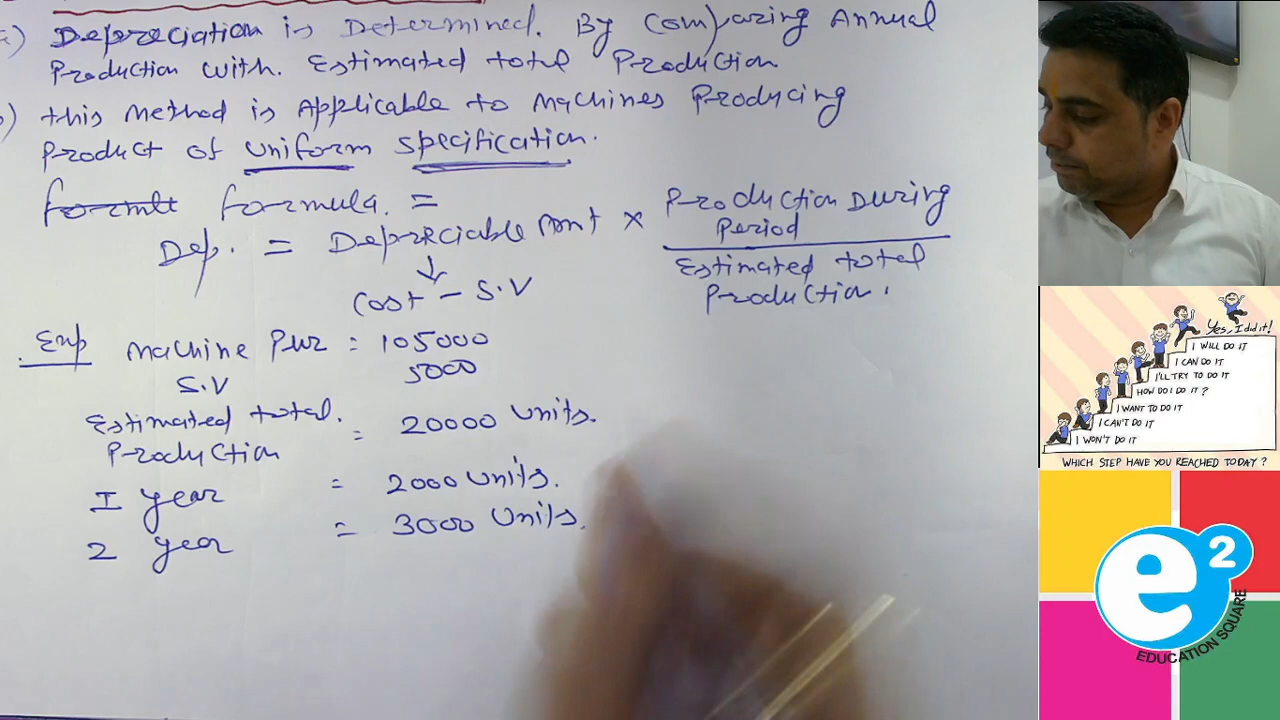 a) Depreciation is Determined. By Comparing Annual
Production with. Estimated total Production
b) this Method is Applicable to Machines Producing
Product of uniform specification.
formula. =
Dep. = Depreciable Amt × Production During Period
Estimated total Production.
Cost - S.V
Exp Machine Pur = 105000
S.V 5000
Estimated total. Production = 20000 Units.
I year = 2000 Units.
2 year = 3000 Units.
Yes, I did it!
I WILL DO IT
I CAN DO IT
I'LL TRY TO DO IT
HOW DO I DO IT?
I WANT TO DO IT
I CAN'T DO IT
I WON'T DO IT
WHICH STEP HAVE YOU REACHED TODAY?
e2
EDUCATION SQUARE